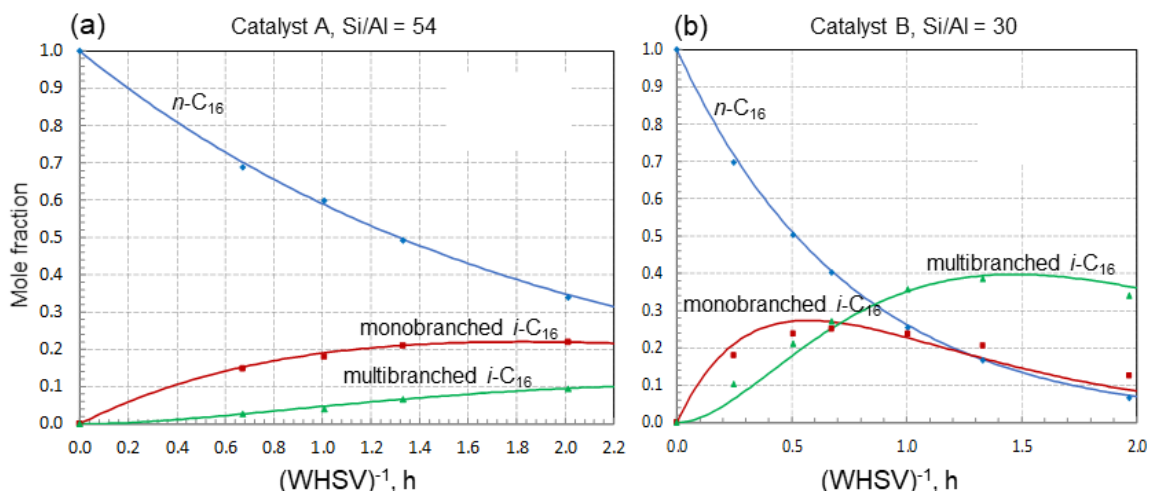 (a)
Catalyst A, Si/Al = 54
1.0
0.9
0.8
0.7
0.6
0.5
0.4
0.3
0.2
0.1
0.0
Mole fraction
n-C16
monobranched i-C16
multibranched i-C16
0.0 0.2 0.4 0.6 0.8 1.0 1.2 1.4 1.6 1.8 2.0 2.2
(WHSV)-1, h
(b)
Catalyst B, Si/Al = 30
1.0
0.9
0.8
0.7
0.6
0.5
0.4
0.3
0.2
0.1
0.0
n-C16
multibranched i-C16
monobranched i-C16
0.0 0.5 1.0 1.5 2.0
(WHSV)-1, h